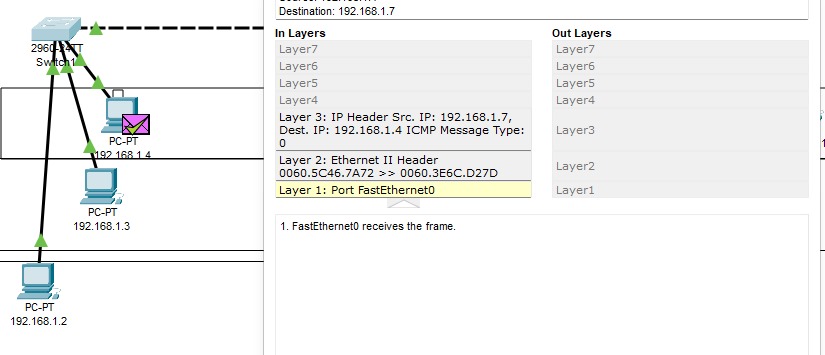 Destination: 192.168.1.7
In Layers
Out Layers
Layer7
Layer7
Layer6
Layer6
Layer5
Layer5
Layer4
Layer4
Layer 3: IP Header Src. IP: 192.168.1.7,
Dest. IP: 192.168.1.4 ICMP Message Type:
0
Layer3
Layer 2: Ethernet II Header
0060.5C46.7A72 >> 0060.3E6C.D27D
Layer2
Layer 1: Port FastEthernet0
Layer1
1. FastEthernet0 receives the frame.
2960-24TT
Switch1
PC-PT
192.168.1.4
PC-PT
192.168.1.3
PC-PT
192.168.1.2